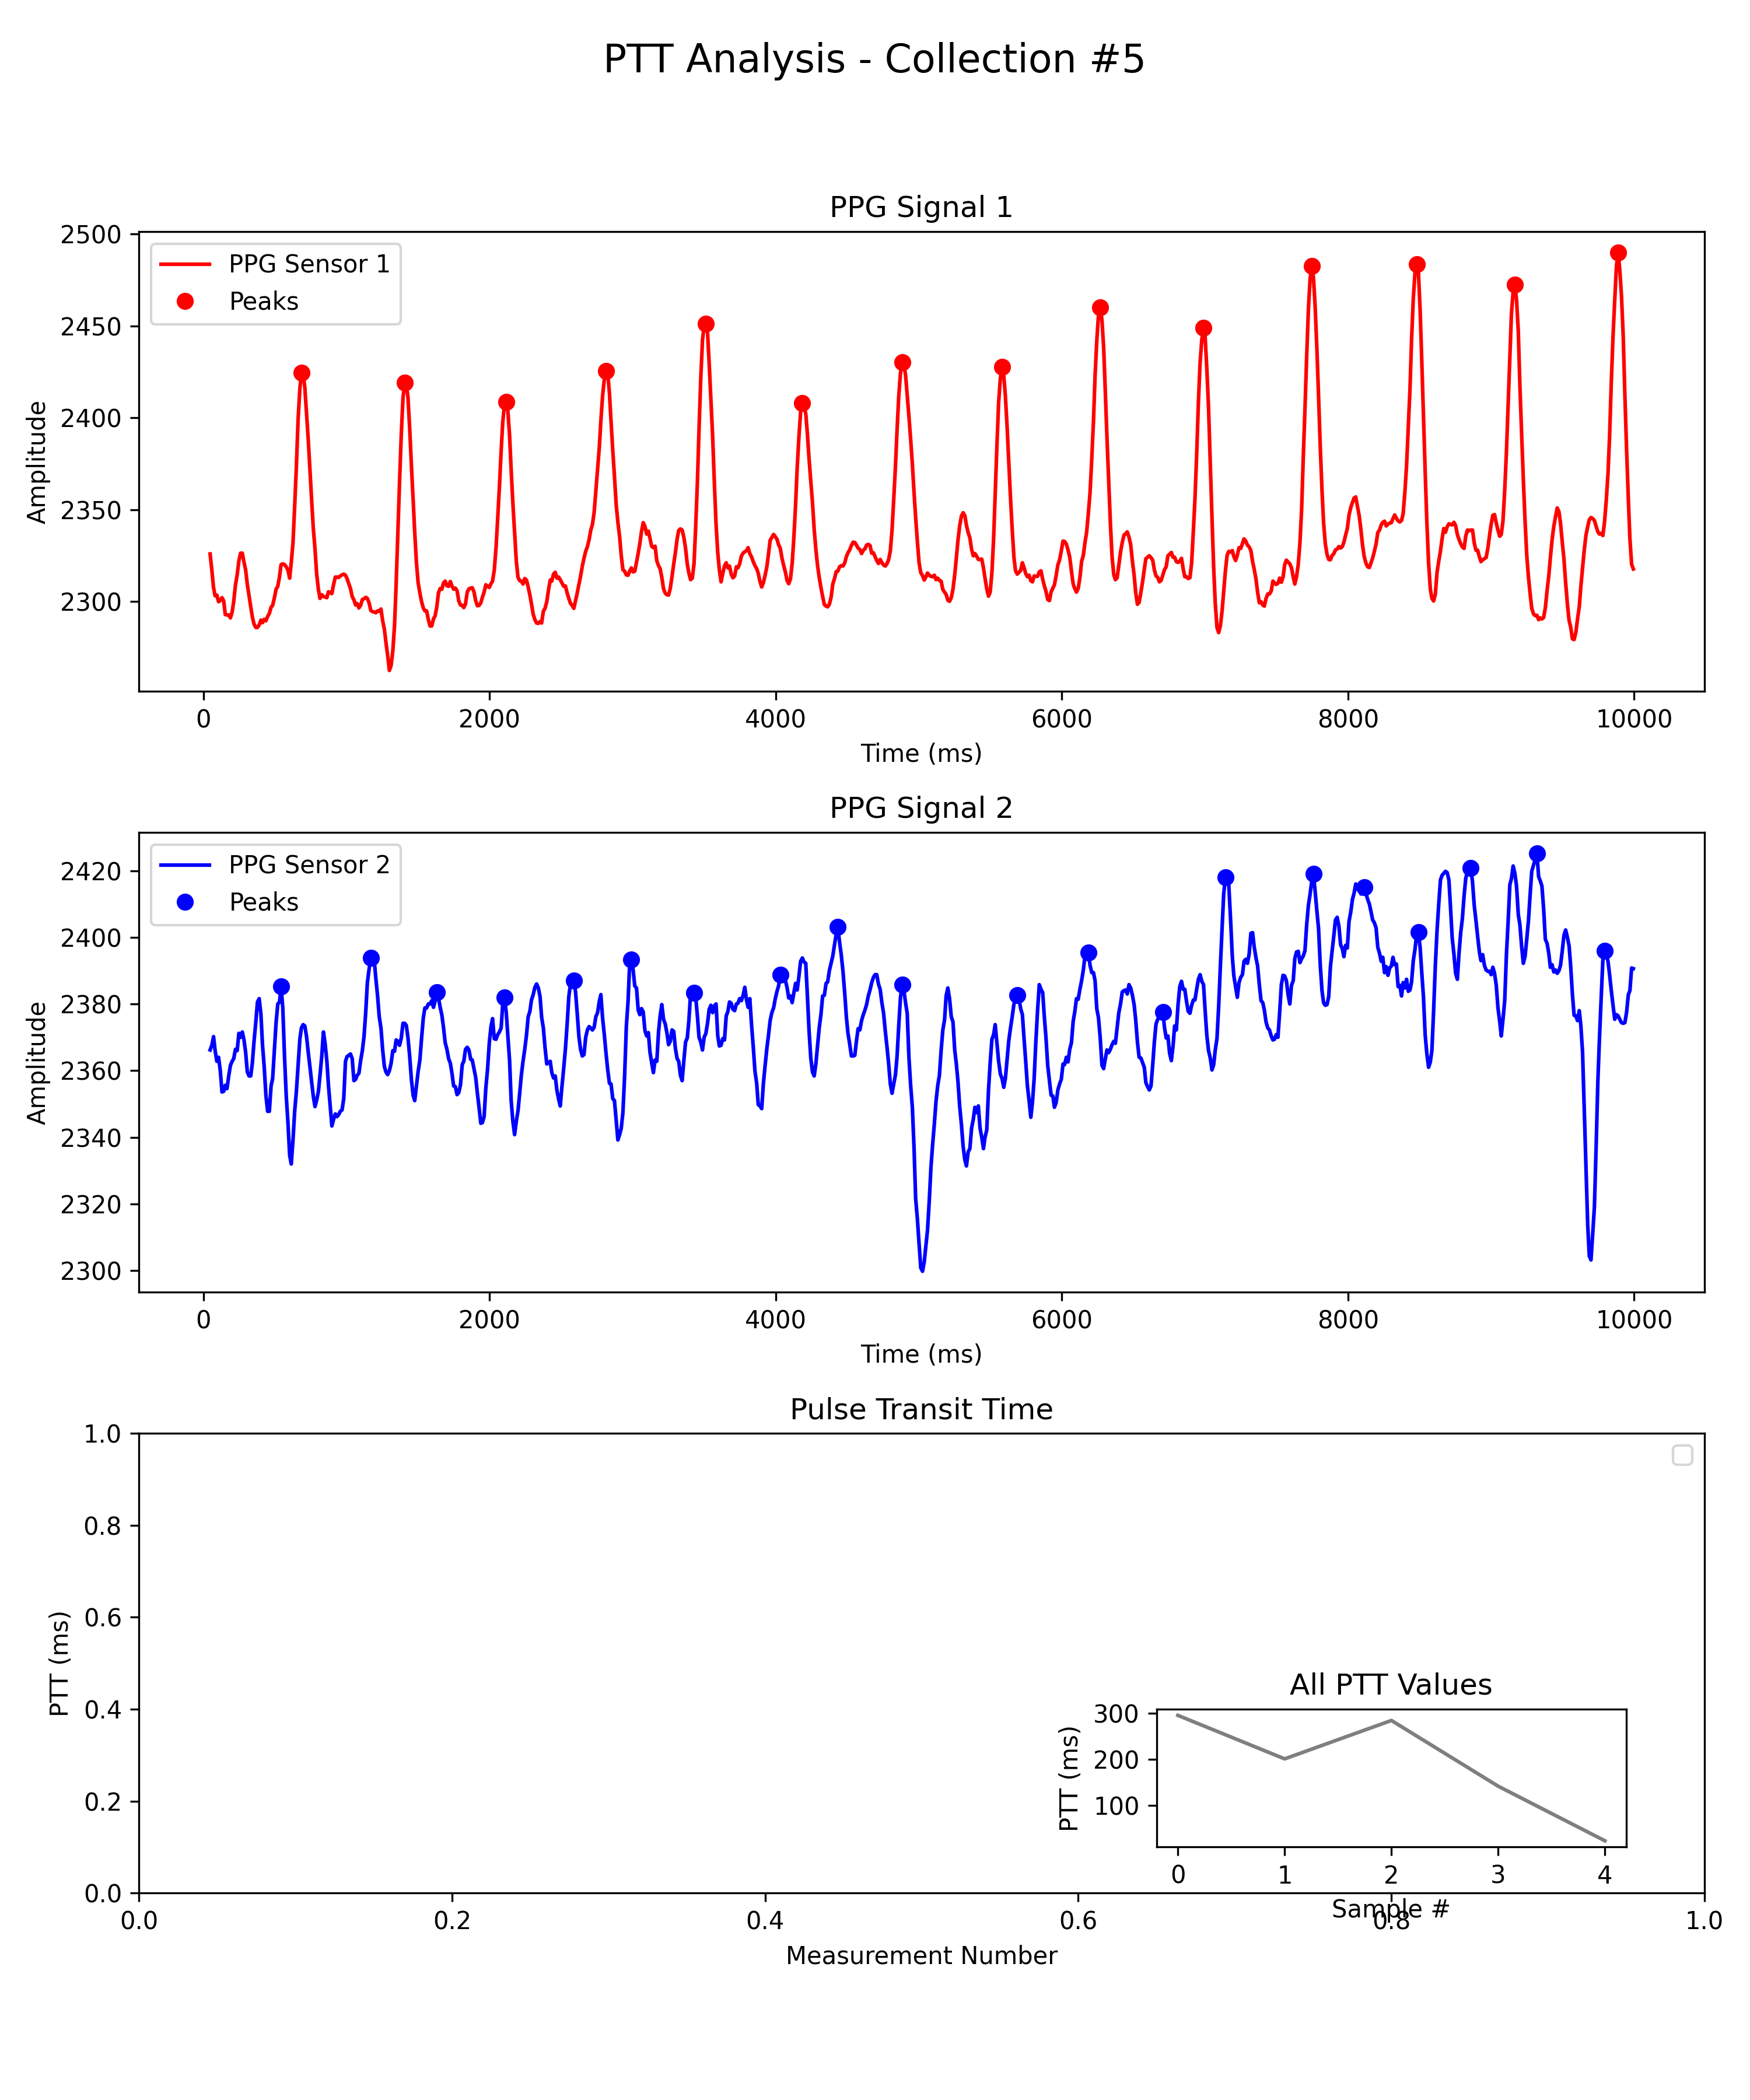 PTT Analysis - Collection #5
PPG Signal 1
2500
2450
2400
2350
2300
Amplitude
PPG Sensor 1
Peaks
0 2000 4000 6000 8000 10000
Time (ms)
PPG Signal 2
2420
2400
2380
2360
2340
2320
2300
Amplitude
PPG Sensor 2
Peaks
0 2000 4000 6000 8000 10000
Time (ms)
Pulse Transit Time
1.0
0.8
0.6
0.4
0.2
0.0
PTT (ms)
All PTT Values
300
200
100
PTT (ms)
0 1 2 3 4
Sample #
0.0 0.2 0.4 0.6 0.8 1.0
Measurement Number